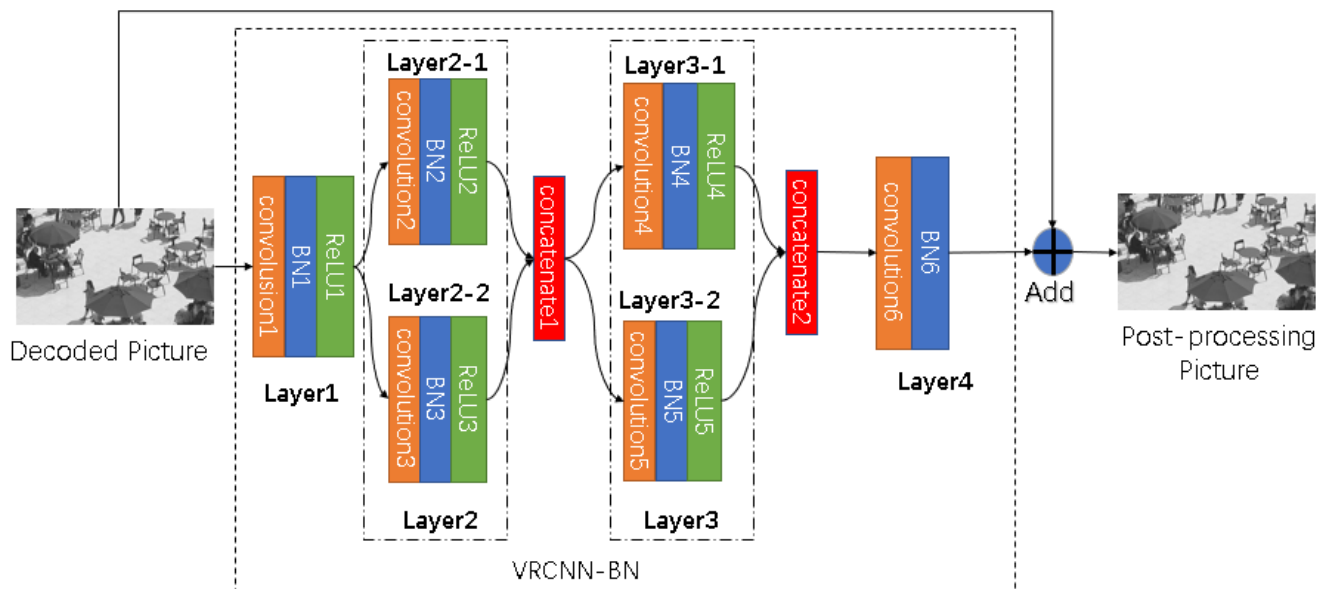 Decoded Picture
convolusion1
BN1
ReLU1
Layer1
Layer2-1
convolution2
BN2
ReLU2
Layer2-2
convolution3
BN3
ReLU3
Layer2
concatenate1
Layer3-1
convolution4
BN4
ReLU4
Layer3-2
convolution5
BN5
ReLU5
Layer3
concatenate2
convolution6
BN6
Layer4
VRCNN-BN
Add
Post-processing
Picture